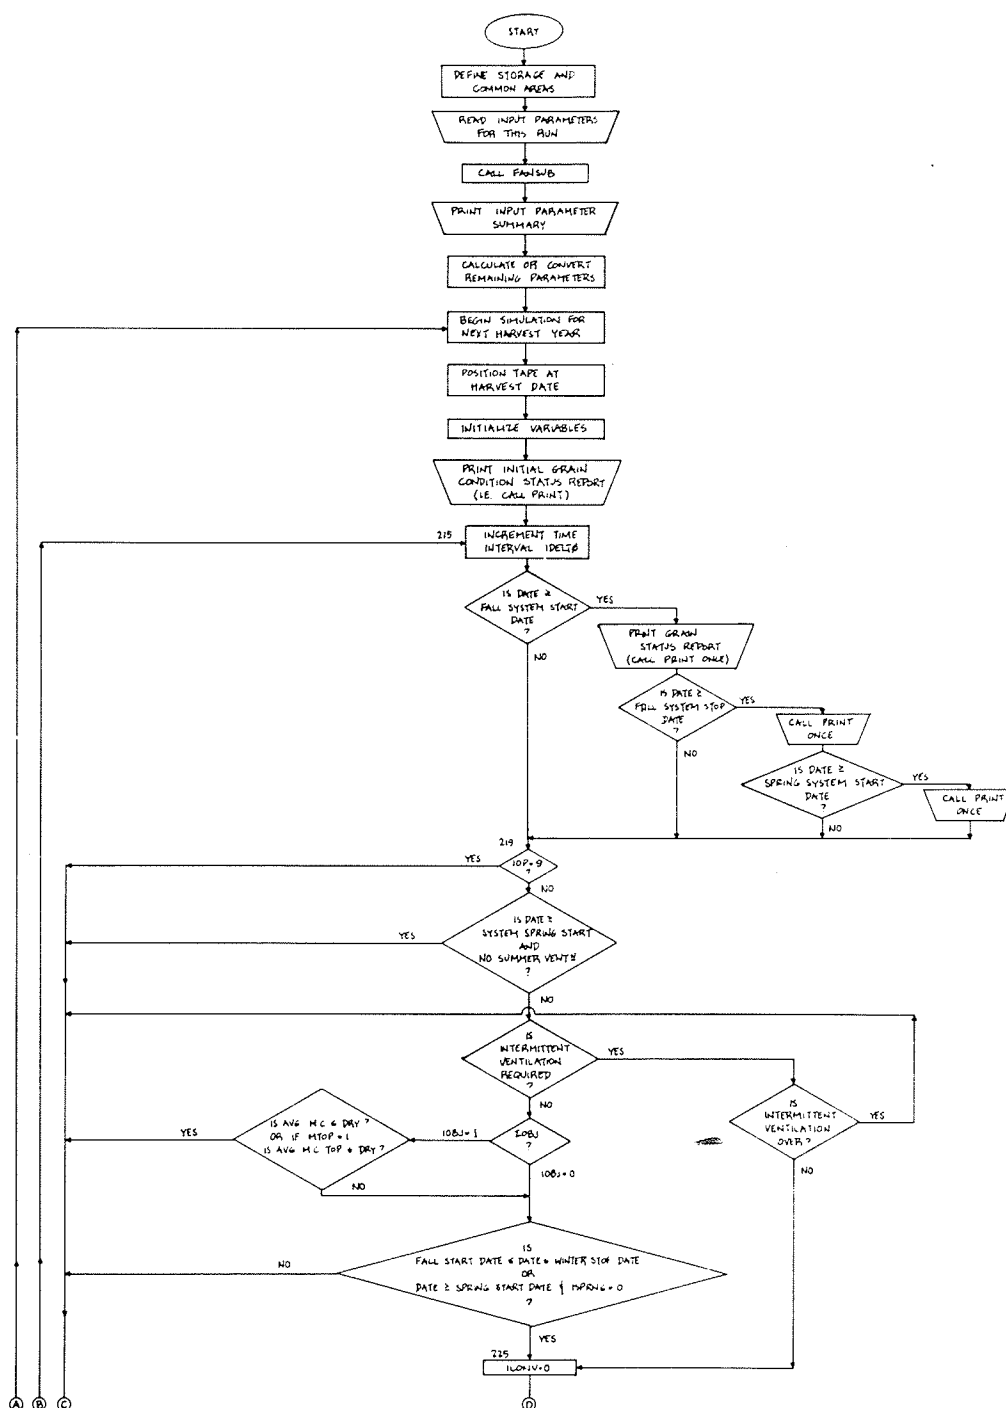 START
DEFINE STORAGE AND
COMMON AREAS
READ INPUT PARAMETERS
FOR THIS RUN
CALL FANSUB
PRINT INPUT PARAMETER
SUMMARY
CALCULATE OR CONVERT
REMAINING PARAMETERS
BEGIN SIMULATION FOR
NEXT HARVEST YEAR
POSITION TAPE AT
HARVEST DATE
INITIALIZE VARIABLES
PRINT INITIAL GRAIN
CONDITION STATUS REPORT
(I.E. CALL PRINT)
215
INCREMENT TIME
INTERVAL IDELTØ
IS DATE ≥
FALL SYSTEM START
DATE
?
YES
NO
PRINT GRAIN
STATUS REPORT
(CALL PRINT ONCE)
IS DATE ≥
FALL SYSTEM STOP
DATE
?
YES
NO
CALL PRINT
ONCE
IS DATE ≥
SPRING SYSTEM START
DATE
?
YES
NO
CALL PRINT
ONCE
219
IOP=9
?
YES
NO
IS DATE ≥
SYSTEM SPRING START
AND
NO SUMMER
?
YES
NO
IS
INTERMITTENT
VENTILATION
REQUIRED
?
YES
NO
IS
INTERMITTENT
VENTILATION
OVER?
YES
NO
IOBJ
?
IOBJ=1
IOBJ=0
IS AVG M.C ≤ DRY?
OR IF MTOP=1
IS AVG M.C TOP ≤ DRY?
YES
NO
IS
FALL START DATE ≤ DATE ≤ WINTER STOP DATE
OR
DATE ≥ SPRING START DATE & MSPRNG=0
?
NO
YES
225
ICONV=0
A B C D